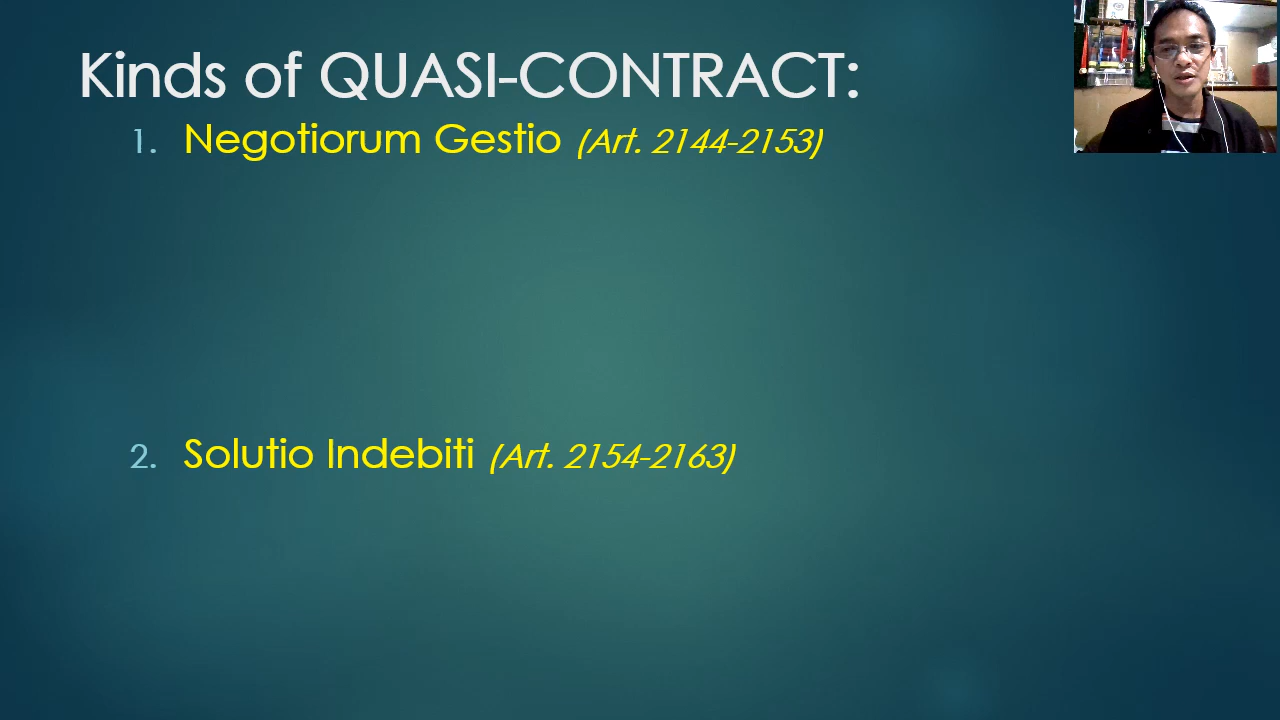 Kinds of QUASI-CONTRACT:
1. Negotiorum Gestio (Art. 2144-2153)
2. Solutio Indebiti (Art. 2154-2163)